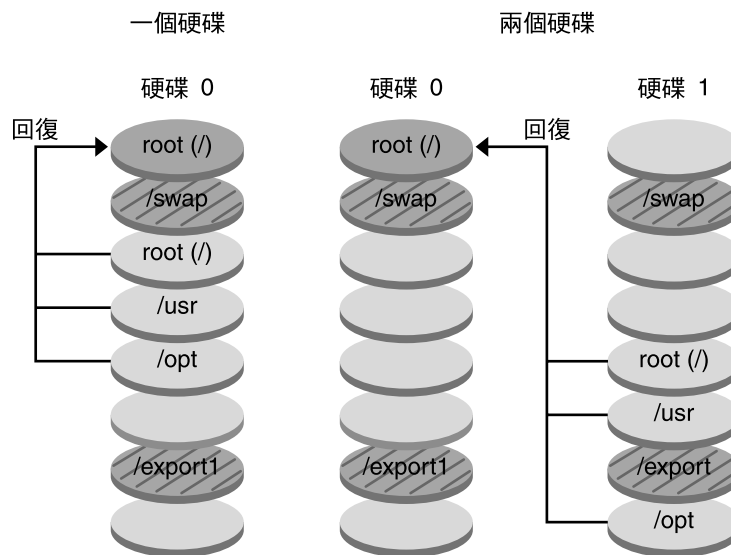 一個硬碟
兩個硬碟
硬碟 0
硬碟 0
硬碟 1
回復
root (/)
/swap
root (/)
/usr
/opt
/export1
root (/)
/swap
/export1
回復
/swap
root (/)
/usr
/export
/opt